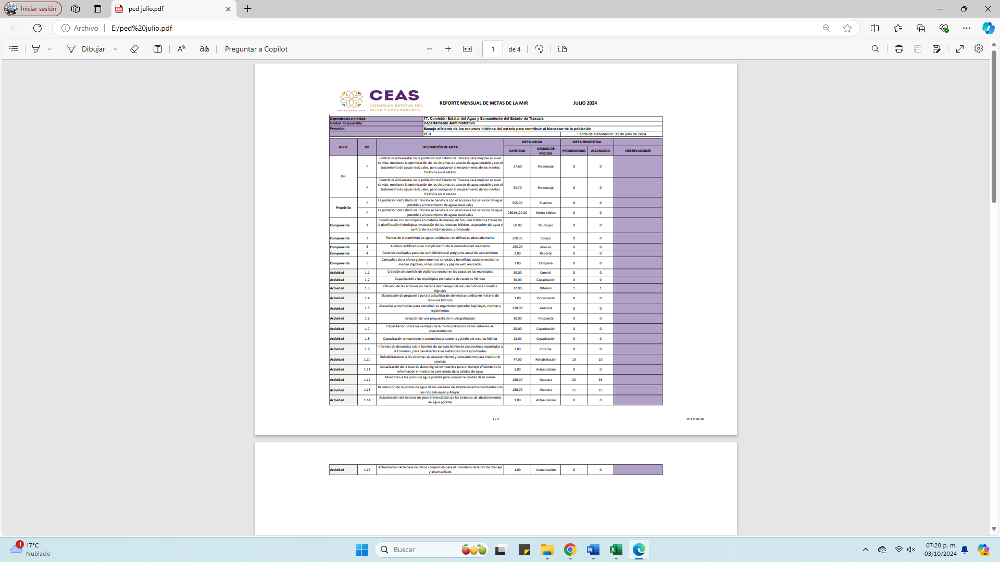 Iniciar sesión
ped julio.pdf
Archivo
E:/ped%20julio.pdf
Dibujar
Preguntar a Copilot
1 de 4
CEAS
COMISIÓN ESTATAL DEL
AGUA Y SANEAMIENTO
UNA NUEVA HISTORIA
REPORTE MENSUAL DE METAS DE LA MIR
JULIO 2024
Dependencia o entidad: 77. Comisión Estatal del Agua y Saneamiento del Estado de Tlaxcala
Unidad Responsable: Departamento Administrativo
Proyecto: Manejo eficiente de los recursos hídricos del estado para contribuir al bienestar de la población
PED Fecha de elaboración: 31 de julio de 2024
NIVEL OP DESCRIPCIÓN DE META META ANUAL META TRIMESTRAL
CANTIDAD UNIDAD DE MEDIDA PROGRAMADO ALCANZADO OBSERVACIONES
Fin
F Contribuir al bienestar de la población del Estado de Tlaxcala para mejorar su nivel
de vida, mediante la optimización de los sistemas de abasto de agua potable y con el
tratamiento de aguas residuales, para coadyuvar al mejoramiento de los mantos
freáticos en el estado 57.60 Porcentaje 0 0
F Contribuir al bienestar de la población del Estado de Tlaxcala para mejorar su nivel
de vida, mediante la optimización de los sistemas de abasto de agua potable y con el
tratamiento de aguas residuales, para coadyuvar al mejoramiento de los mantos
freáticos en el estado 54.70 Porcentaje 0 0
Propósito
P La población del Estado de Tlaxcala se beneficia con el acceso a los servicios de agua
potable y al tratamiento de aguas residuales 505.00 Sistema 0 0
P La población del Estado de Tlaxcala se beneficia con el acceso a los servicios de agua
potable y al tratamiento de aguas residuales 28919120.00 Metro cúbico 0 0
Componente 1 Coordinación con municipios en materia de manejo de recursos hídricos a través de
la planificación hidrológica, evaluación de los recursos hídricos, asignación del agua y
control de la contaminación, promovida 60.00 Municipio 0 0
Componente 2 Plantas de tratamiento de aguas residuales rehabilitadas adecuadamente 200.00 Equipo 0 0
Componente 3 Análisis certificados en cumplimiento de la normatividad realizados 163.00 Análisis 0 0
Componente 4 Acciones realizadas para dar cumplimiento al programa anual de saneamiento 2.00 Reporte 0 0
Componente 5 Campañas de la oferta gubernamental, servicios y beneficios sociales mediante
medios digitales, redes sociales, y página web realizadas 1.00 Campaña 0 0
Actividad 1.1 Creación de comités de vigilancia vecinal en los pozos de los municipios 30.00 Comité 0 0
Actividad 1.2 Capacitación a los municipios en materia de recursos hídricos 30.00 Capacitación 0 0
Actividad 1.3 Difusión de las acciones en materia del manejo del recurso hídrico en medios
digitales 12.00 Difusión 1 1
Actividad 1.4 Elaboración de propuesta para la actualización del marco jurídico en materia de
recursos hídricos 1.00 Documento 0 0
Actividad 1.5 Asesorías a municipios para constituir su organismo operador bajo leyes, normas y
reglamentos 120.00 Asesoría 0 0
Actividad 1.6 Creación de una propuesta de municipalización 10.00 Propuesta 0 0
Actividad 1.7 Capacitación sobre las ventajas de la municipalización de los sistemas de
abastecimiento 20.00 Capacitación 0 0
Actividad 1.8 Capacitación a municipios y comunidades sobre la gestión del recurso hídrico 12.00 Capacitación 0 0
Actividad 1.9 Informes de denuncias sobre fuentes de aprovechamiento clandestinas reportadas a
la Comisión, para canalizarlas a las instancias correspondientes 2.00 Informe 0 0
Actividad 1.10 Rehabilitaciones a los sistemas de abastecimiento y saneamiento para mejorar el
servicio 47.00 Rehabilitación 10 10
Actividad 1.11 Actualización de la base de datos digital compartida para el manejo eficiente de la
información y monitoreo controlado de la calidad de agua 1.00 Actualización 0 0
Actividad 1.12 Monitoreo a los pozos de agua potable para conocer la calidad de la misma 180.00 Muestra 25 25
Actividad 1.13 Recolección de muestras de agua de los sistemas de abastecimiento colindantes con
los ríos Zahuapan y Atoyac 180.00 Muestra 25 25
Actividad 1.14 Actualización del sistema de georreferenciación de los sistemas de abastecimiento
de agua potable 1.00 Actualización 0 0
1 / 4
PP-FM-0E-00
Actividad 1.15 Actualización de la base de datos compartida para el inventario de la red de drenaje
y alcantarillado 1.00 Actualización 0 0
1
17°C
Nublado
Buscar
07:28 p. m.
03/10/2024
PRE